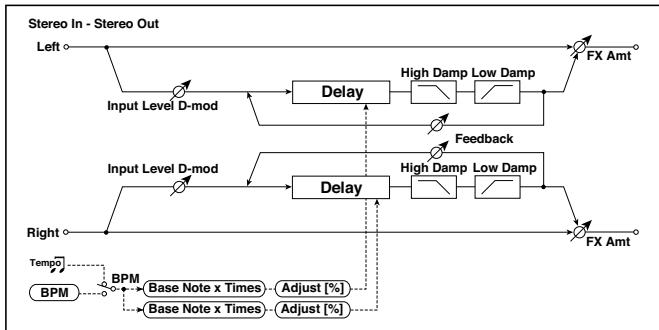 Stereo In - Stereo Out
Left
FX Amt
High Damp Low Damp
Delay
Input Level D-mod
Feedback
Input Level D-mod
High Damp Low Damp
Delay
Right
FX Amt
Tempo
BPM
BPM
Base Note x Times
Adjust [%]
Base Note x Times
Adjust [%]